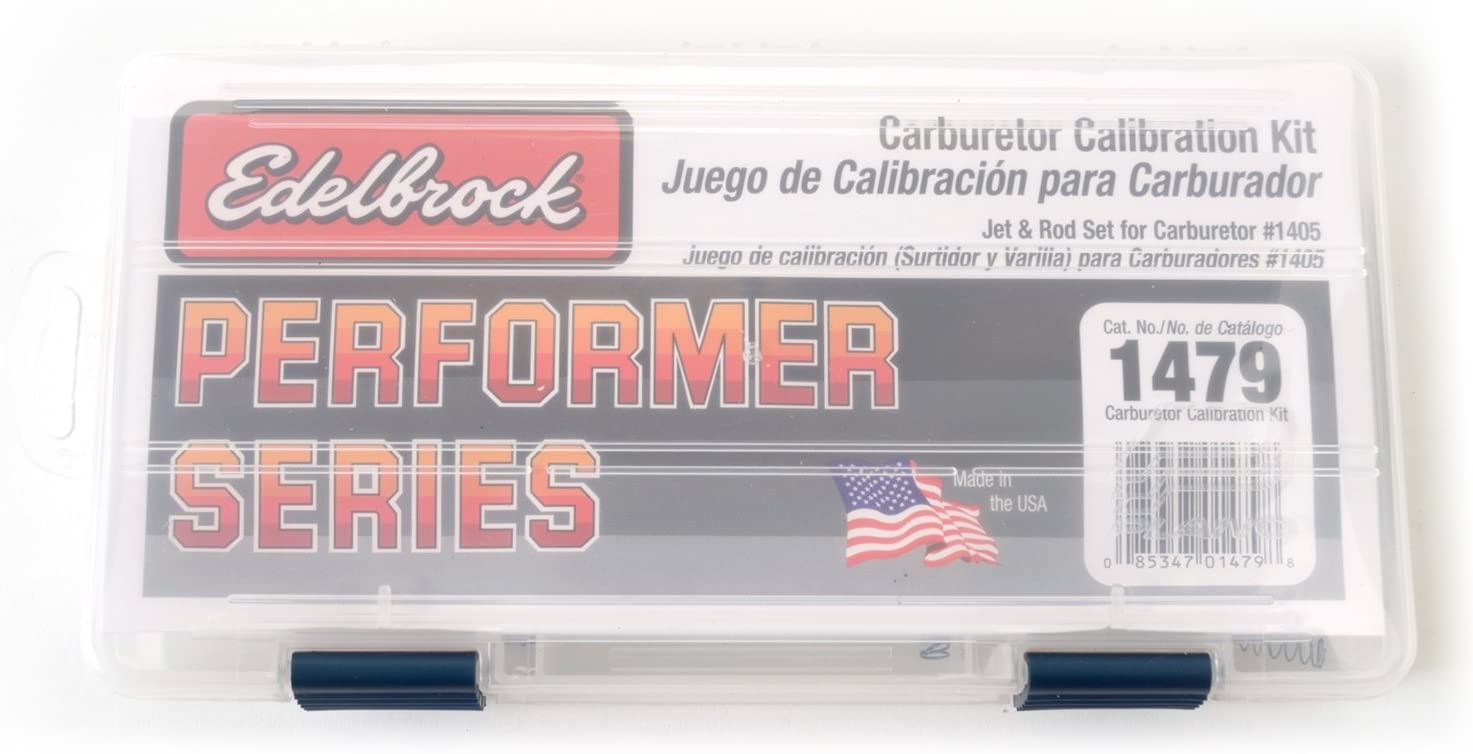 Edelbrock®
Carburetor Calibration Kit
Juego de Calibración para Carburador
Jet & Rod Set for Carburetor #1405
Juego de calibración (Surtidor y Varilla) para Carburadores #1405
PERFORMER
SERIES
Made in
the USA
Cat. No./No. de Catálogo
1479
Carburetor Calibration Kit
PLANO
0 85347 01479 8